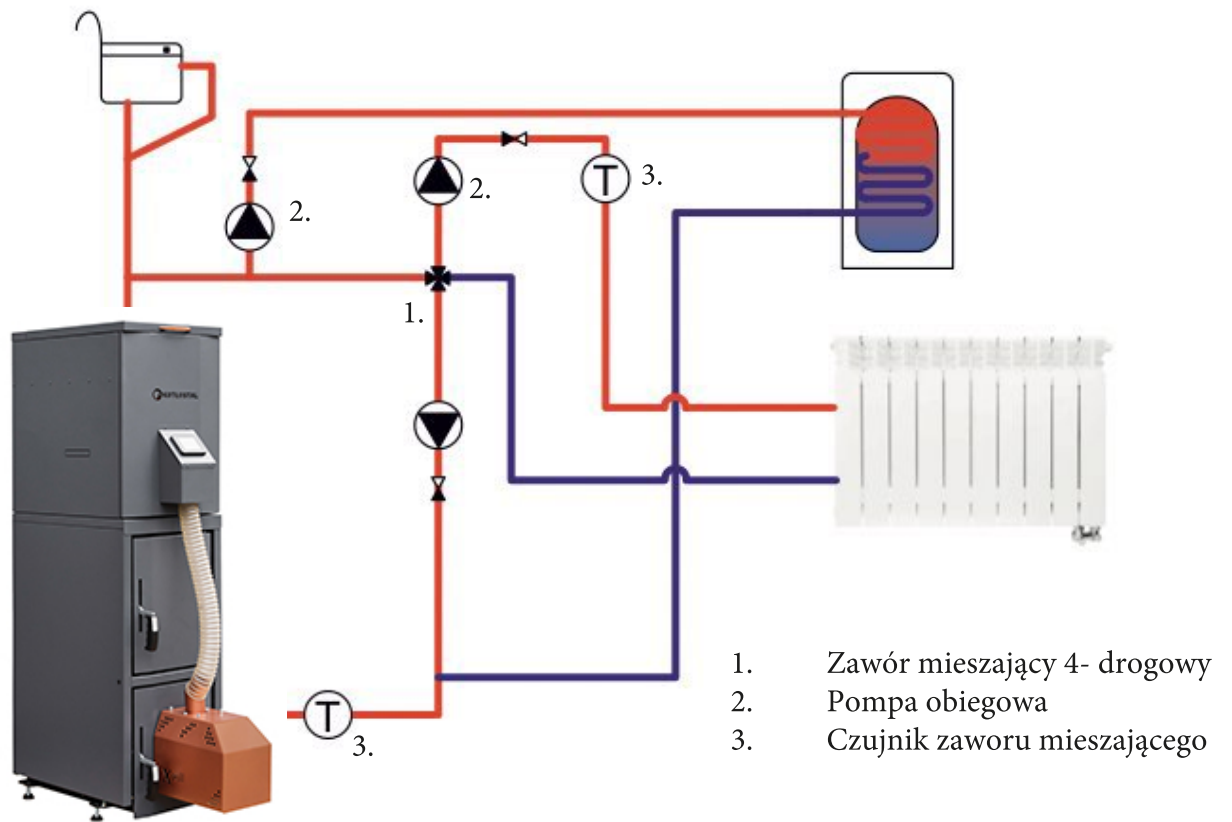 2.
2.
T
3.
1.
T
3.
1. Zawór mieszający 4- drogowy
2. Pompa obiegowa
3. Czujnik zaworu mieszającego